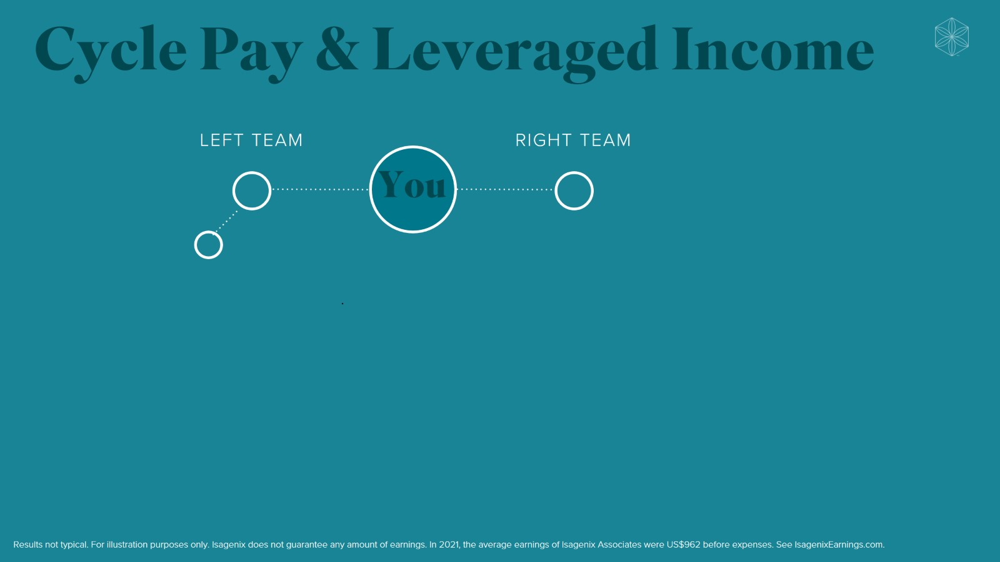 Cycle Pay & Leveraged Income
LEFT TEAM
RIGHT TEAM
You
Results not typical. For illustration purposes only. Isagenix does not guarantee any amount of earnings. In 2021, the average earnings of Isagenix Associates were US$962 before expenses. See IsagenixEarnings.com.